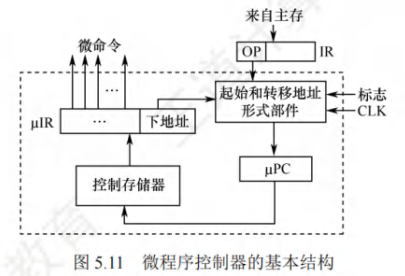 来自主存
微命令
OP
IR
…
起始和转移地址
形式部件
标志
CLK
μIR
…
下地址
μPC
控制存储器
图 5.11 微程序控制器的基本结构